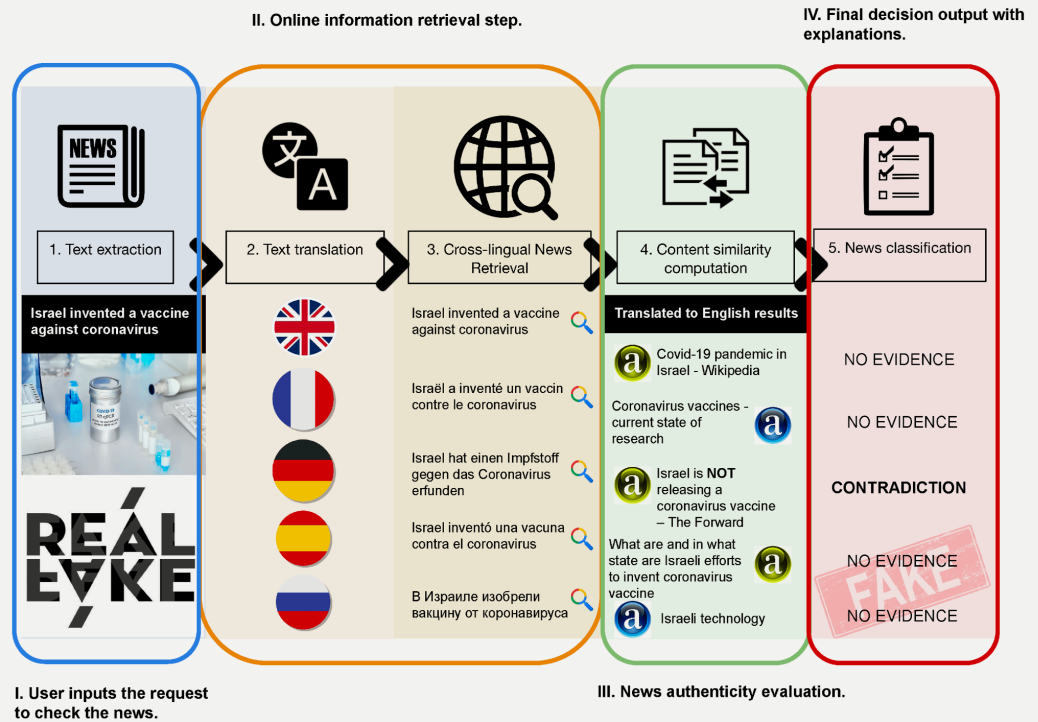 II. Online information retrieval step.
IV. Final decision output with
explanations.
NEWS
文
A
1. Text extraction
2. Text translation
3. Cross-lingual News
Retrieval
4. Content similarity
computation
5. News classification
Israel invented a vaccine
against coronavirus
COVID-19
REAL
FAKE
Israel invented a vaccine
against coronavirus
Israël a inventé un vaccin
contre le coronavirus
Israel hat einen Impfstoff
gegen das Coronavirus
erfunden
Israel inventó una vacuna
contra el coronavirus
В Израиле изобрели
вакцину от коронавируса
Translated to English results
a
Covid-19 pandemic in
Israel - Wikipedia
Coronavirus vaccines -
current state of
research
a
a
Israel is NOT
releasing a
coronavirus vaccine
– The Forward
What are and in what
state are Israeli efforts
to invent coronavirus
vaccine
a
a
Israeli technology
NO EVIDENCE
NO EVIDENCE
CONTRADICTION
NO EVIDENCE
FAKE
NO EVIDENCE
I. User inputs the request
to check the news.
III. News authenticity evaluation.